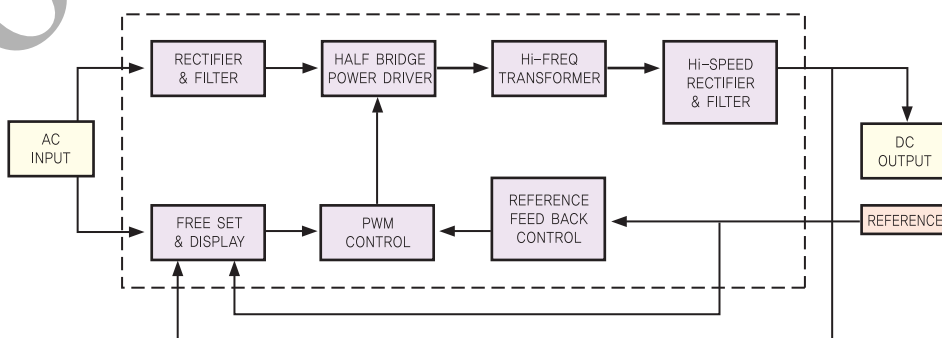 RECTIFIER
& FILTER
HALF BRIDGE
POWER DRIVER
Hi-FREQ
TRANSFORMER
Hi-SPEED
RECTIFIER
& FILTER
AC
INPUT
DC
OUTPUT
FREE SET
& DISPLAY
PWM
CONTROL
REFERENCE
FEED BACK
CONTROL
REFERENCE